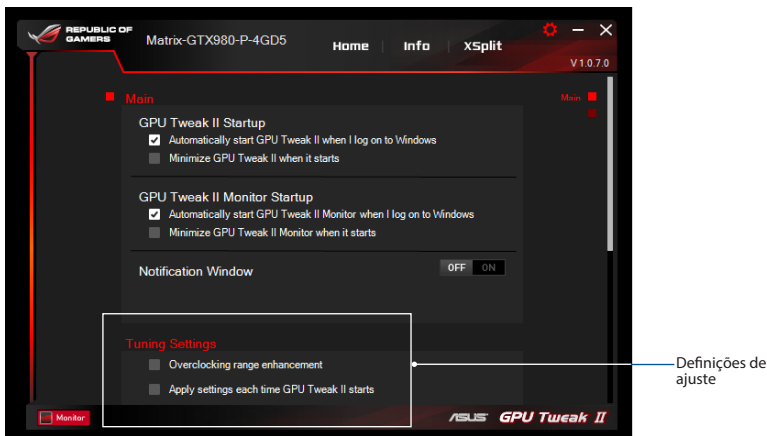 REPUBLIC OF
GAMERS
Matrix-GTX980-P-4GD5
Home
Info
XSplit
V 1.0.7.0
Main
Main
GPU Tweak II Startup
Automatically start GPU Tweak II when I log on to Windows
Minimize GPU Tweak II when it starts
GPU Tweak II Monitor Startup
Automatically start GPU Tweak II Monitor when I log on to Windows
Minimize GPU Tweak II Monitor when it starts
Notification Window
OFF ON
Tuning Settings
Overclocking range enhancement
Apply settings each time GPU Tweak II starts
Definições de
ajuste
Monitor
ASUS GPU Tweak II